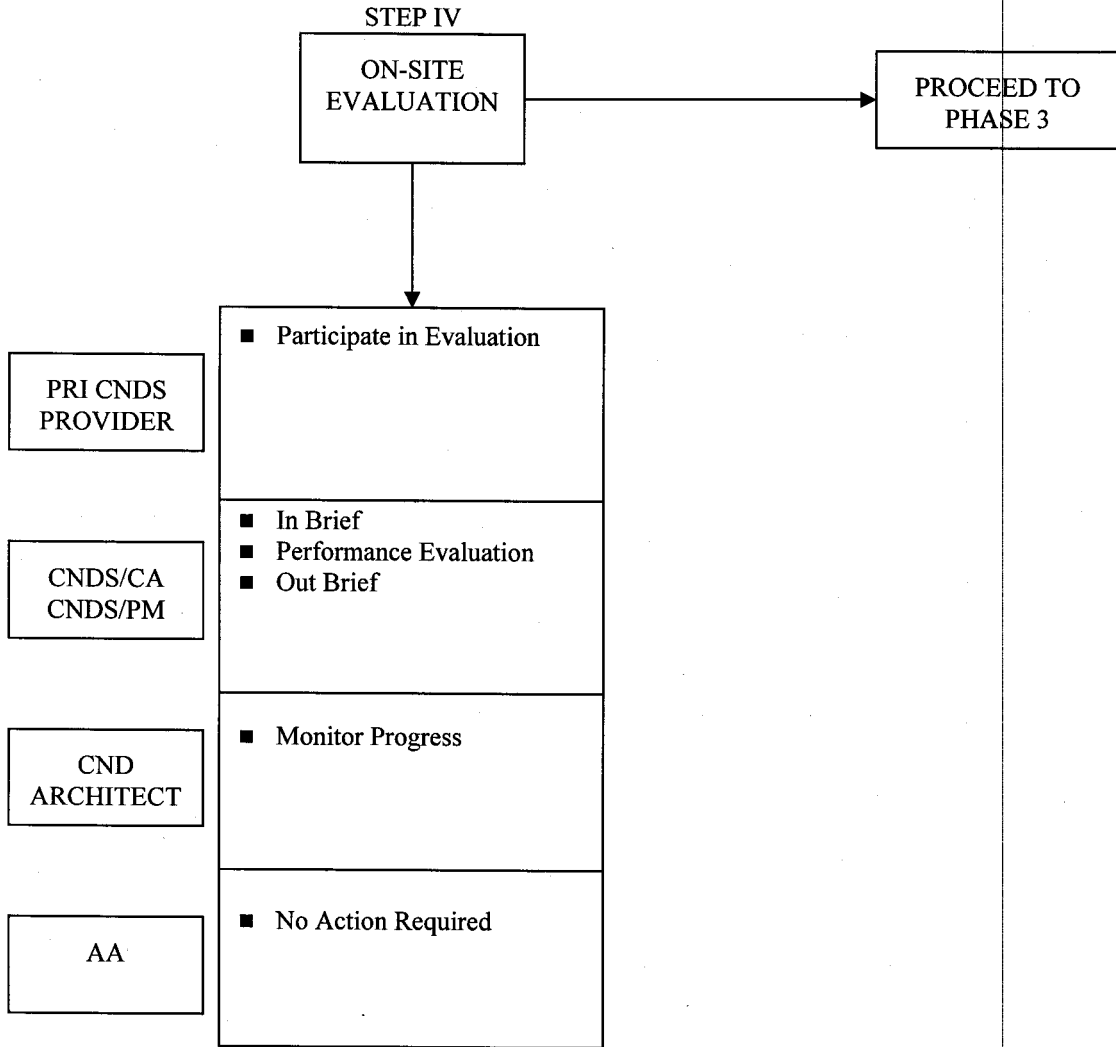 STEP IV
ON-SITE
EVALUATION
PROCEED TO
PHASE 3
PRI CNDS
PROVIDER
■ Participate in Evaluation
CNDS/CA
CNDS/PM
■ In Brief
■ Performance Evaluation
■ Out Brief
CND
ARCHITECT
■ Monitor Progress
AA
■ No Action Required